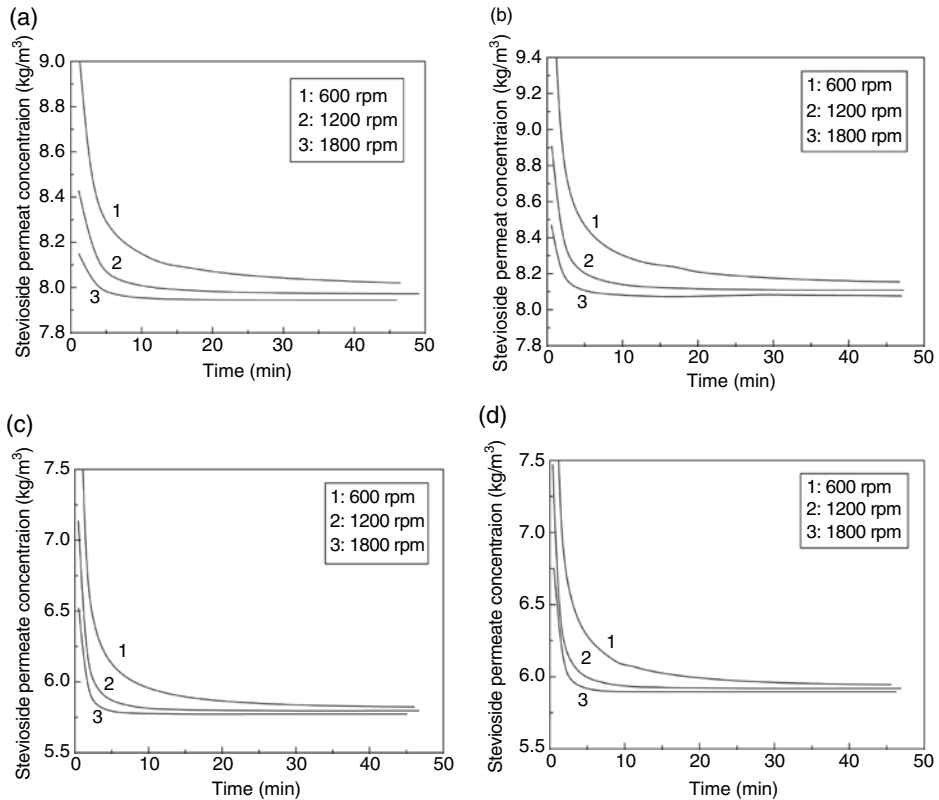 (a)
Stevioside permeat concentraion (kg/m³)
9.0
8.8
8.6
8.4
8.2
8.0
7.8
1: 600 rpm
2: 1200 rpm
3: 1800 rpm
1
2
3
0 10 20 30 40 50
Time (min)
(b)
Stevioside permeat concentraion (kg/m³)
9.4
9.2
9.0
8.8
8.6
8.4
8.2
8.0
7.8
1: 600 rpm
2: 1200 rpm
3: 1800 rpm
1
2
3
0 10 20 30 40 50
Time (min)
(c)
Stevioside permeate concentraion (kg/m³)
7.5
7.0
6.5
6.0
5.5
1: 600 rpm
2: 1200 rpm
3: 1800 rpm
1
2
3
0 10 20 30 40 50
Time (min)
(d)
Stevioside permeate concentraion (kg/m³)
7.5
7.0
6.5
6.0
5.5
1: 600 rpm
2: 1200 rpm
3: 1800 rpm
1
2
3
0 10 20 30 40 50
Time (min)